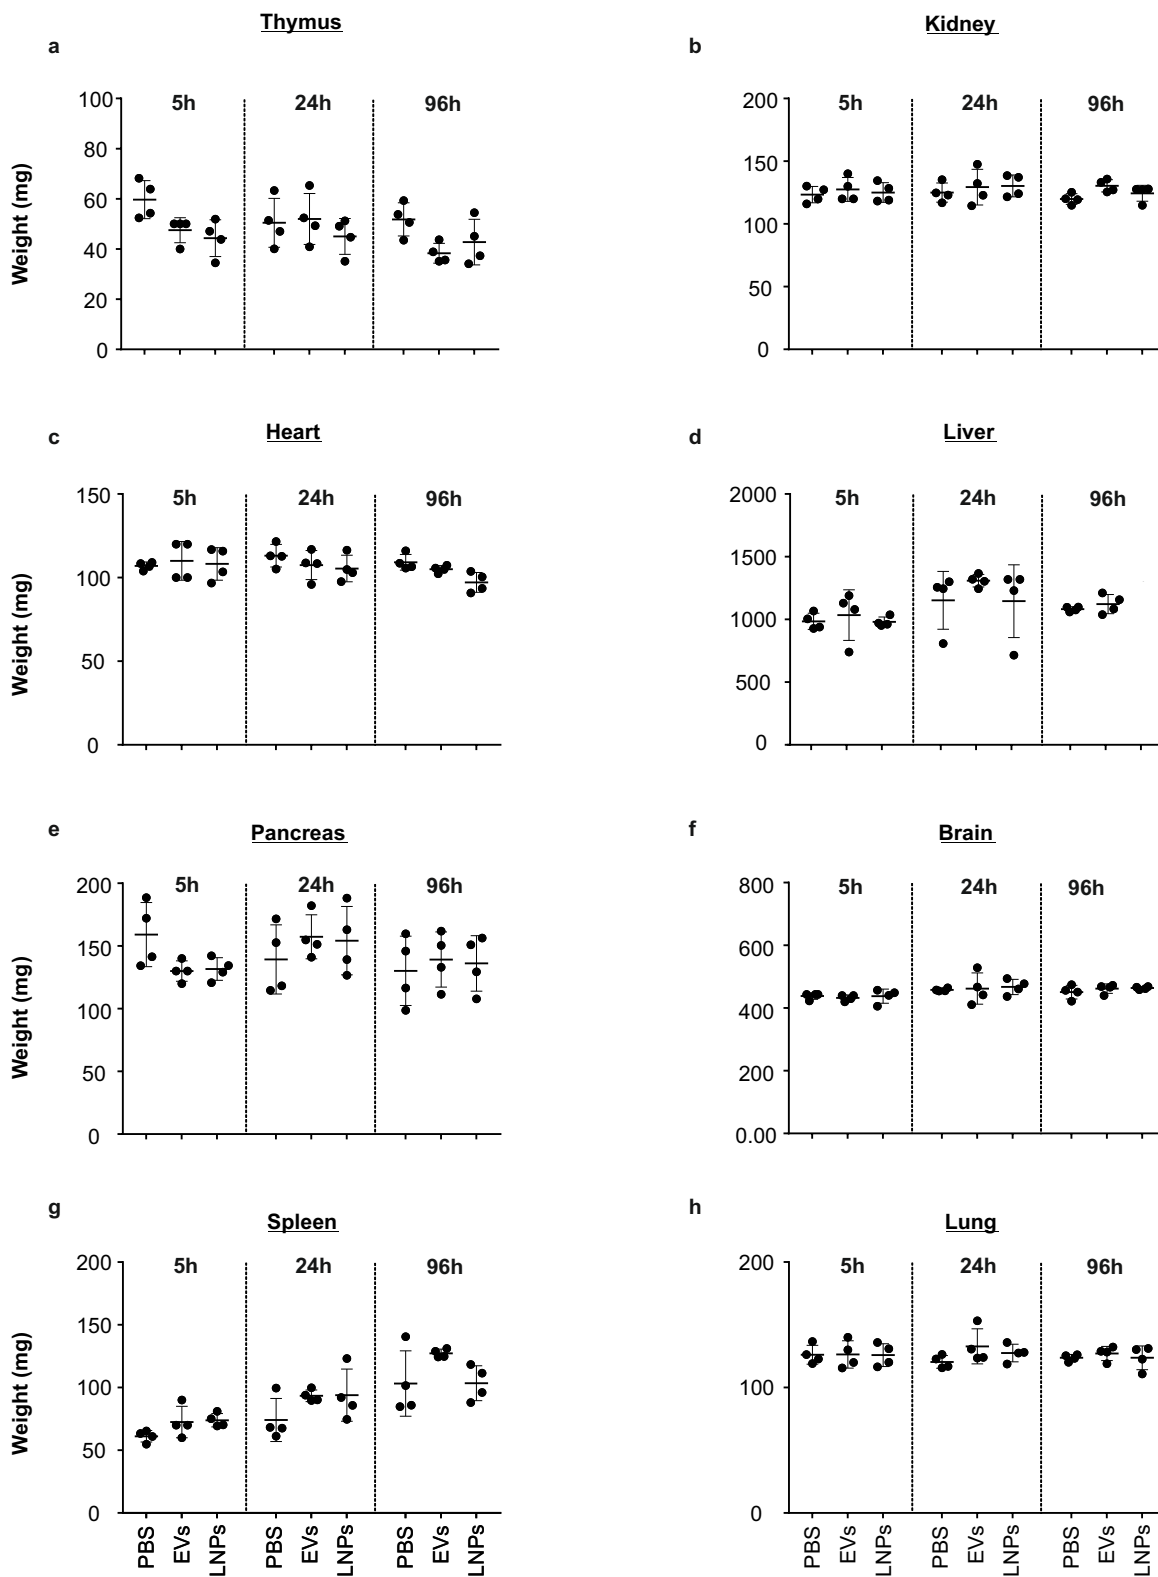 Thymus
a
5h 24h 96h
100
80
60
40
20
0
Weight (mg)
Kidney
b
5h 24h 96h
200
150
100
50
0
Heart
c
5h 24h 96h
150
100
50
0
Weight (mg)
Liver
d
5h 24h 96h
2000
1500
1000
500
0
Pancreas
e
5h 24h 96h
200
150
100
50
0
Weight (mg)
Brain
f
5h 24h 96h
800
600
400
200
0.00
Spleen
g
5h 24h 96h
200
150
100
50
0
Weight (mg)
PBS EVs LNPs PBS EVs LNPs PBS EVs LNPs
Lung
h
5h 24h 96h
200
100
0
PBS EVs LNPs PBS EVs LNPs PBS EVs LNPs